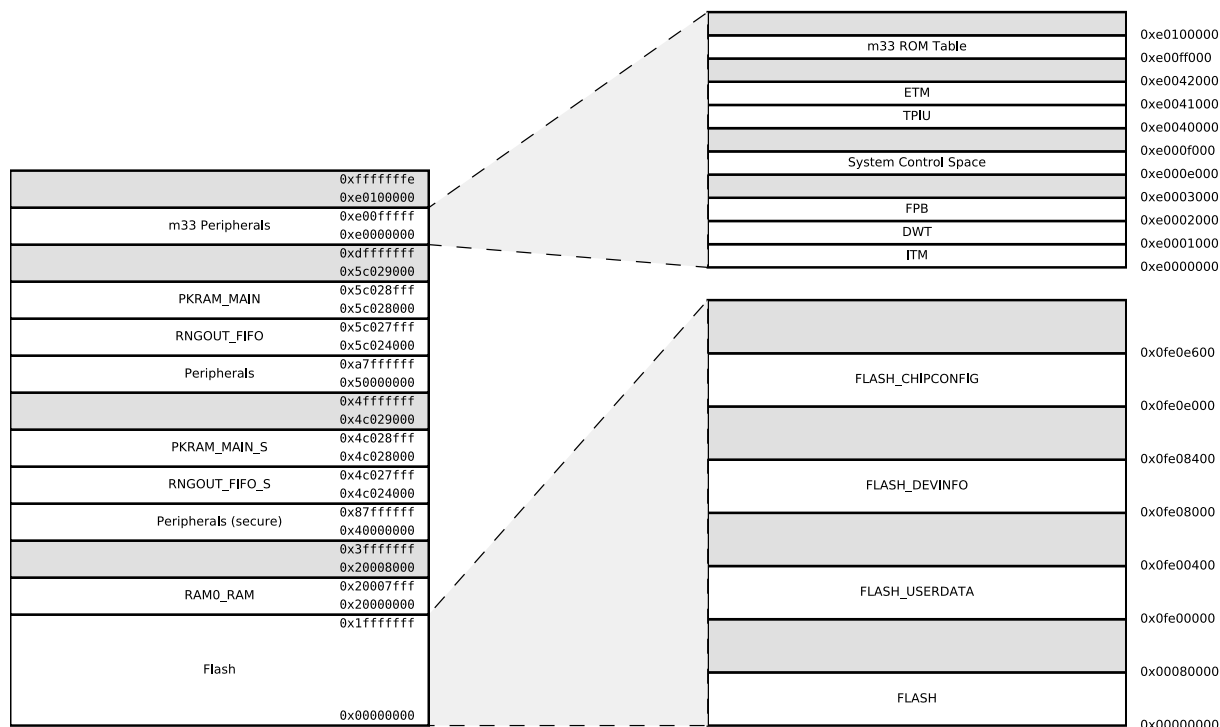 0xfffffffe
0xe0100000
m33 Peripherals
0xe00fffff
0xe0000000
0xdfffffff
0x5c029000
PKRAM_MAIN
0x5c028fff
0x5c028000
RNGOUT_FIFO
0x5c027fff
0x5c024000
Peripherals
0xa7ffffff
0x50000000
0x4fffffff
0x4c029000
PKRAM_MAIN_S
0x4c028fff
0x4c028000
RNGOUT_FIFO_S
0x4c027fff
0x4c024000
Peripherals (secure)
0x87ffffff
0x40000000
0x3fffffff
0x20008000
RAM0_RAM
0x20007fff
0x20000000
0x1fffffff
Flash
0x00000000
0xe0100000
m33 ROM Table
0xe00ff000
0xe0042000
ETM
0xe0041000
TPIU
0xe0040000
0xe000f000
System Control Space
0xe000e000
0xe0003000
FPB
0xe0002000
DWT
0xe0001000
ITM
0xe0000000
0x0fe0e600
FLASH_CHIPCONFIG
0x0fe0e000
0x0fe08400
FLASH_DEVINFO
0x0fe08000
0x0fe00400
FLASH_USERDATA
0x0fe00000
0x00080000
FLASH
0x00000000